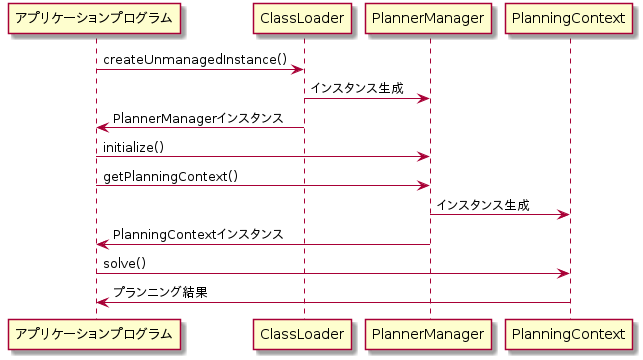 アプリケーションプログラム ClassLoader PlannerManager PlanningContext
createUnmanagedInstance()
インスタンス生成
PlannerManagerインスタンス
initialize()
getPlanningContext()
インスタンス生成
PlanningContextインスタンス
solve()
プランニング結果
アプリケーションプログラム ClassLoader PlannerManager PlanningContext